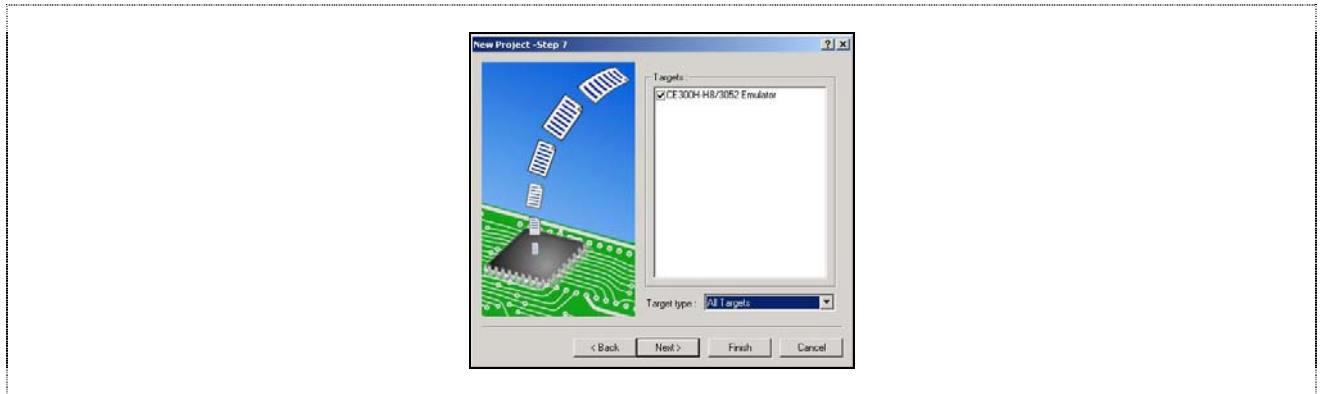 New Project -Step 7
Targets :
CE300H-H8/3052 Emulator
Target type : All Targets
< Back Next > Finish Cancel